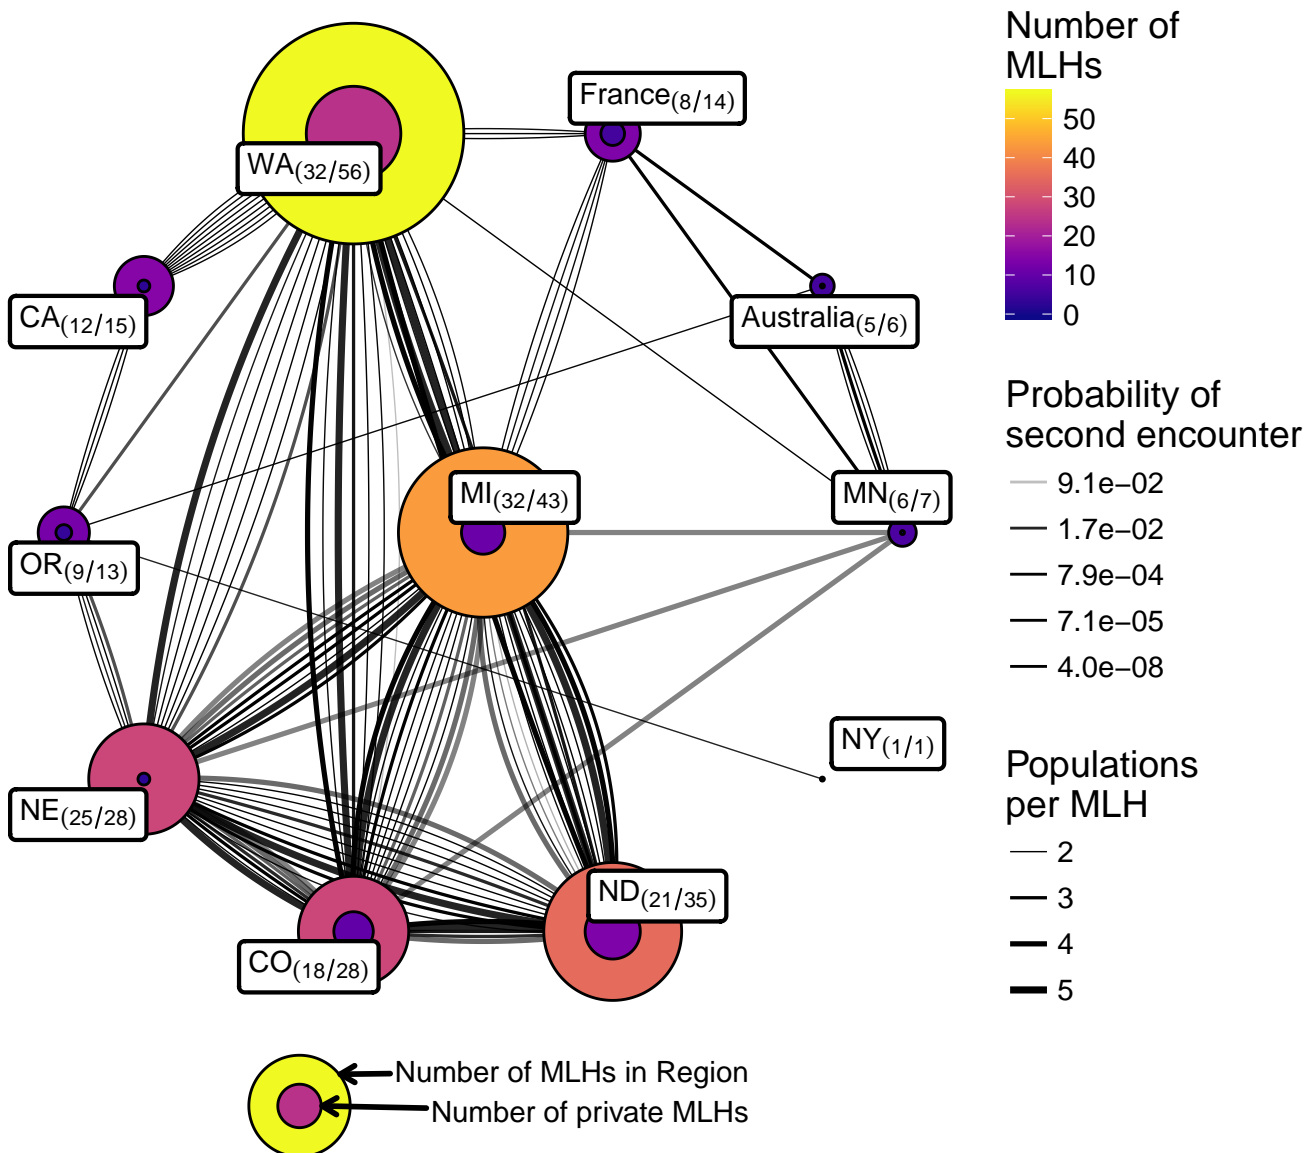 Number of
MLHs
50
40
30
20
10
0
France(8/14)
WA(32/56)
CA(12/15)
Australia(5/6)
Probability of
second encounter
9.1e−02
1.7e−02
7.9e−04
7.1e−05
4.0e−08
MI(32/43)
MN(6/7)
OR(9/13)
NY(1/1)
Populations
per MLH
2
3
4
5
NE(25/28)
ND(21/35)
CO(18/28)
Number of MLHs in Region
Number of private MLHs